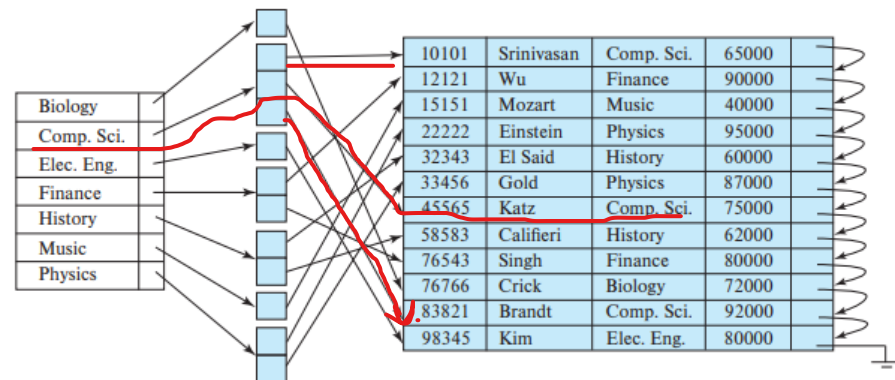 Biology
Comp. Sci.
Elec. Eng.
Finance
History
Music
Physics
10101 Srinivasan Comp. Sci. 65000
12121 Wu Finance 90000
15151 Mozart Music 40000
22222 Einstein Physics 95000
32343 El Said History 60000
33456 Gold Physics 87000
45565 Katz Comp. Sci. 75000
58583 Califieri History 62000
76543 Singh Finance 80000
76766 Crick Biology 72000
83821 Brandt Comp. Sci. 92000
98345 Kim Elec. Eng. 80000